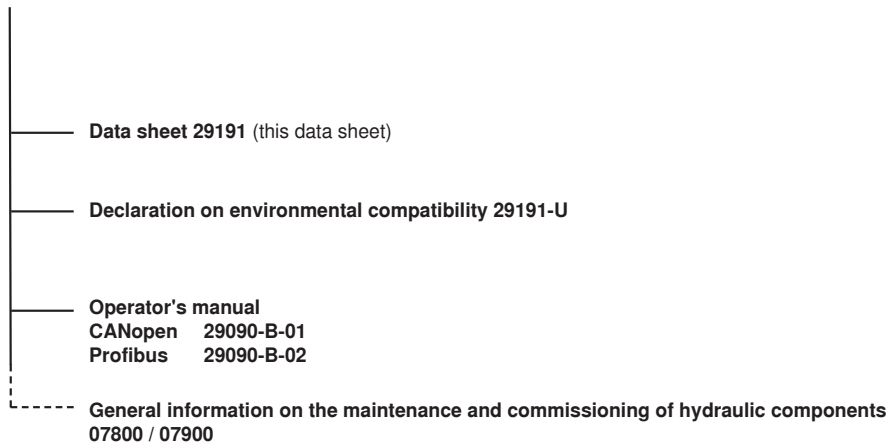 Data sheet 29191 (this data sheet)
Declaration on environmental compatibility 29191-U
Operator's manual
CANopen 29090-B-01
Profibus 29090-B-02
General information on the maintenance and commissioning of hydraulic components
07800 / 07900